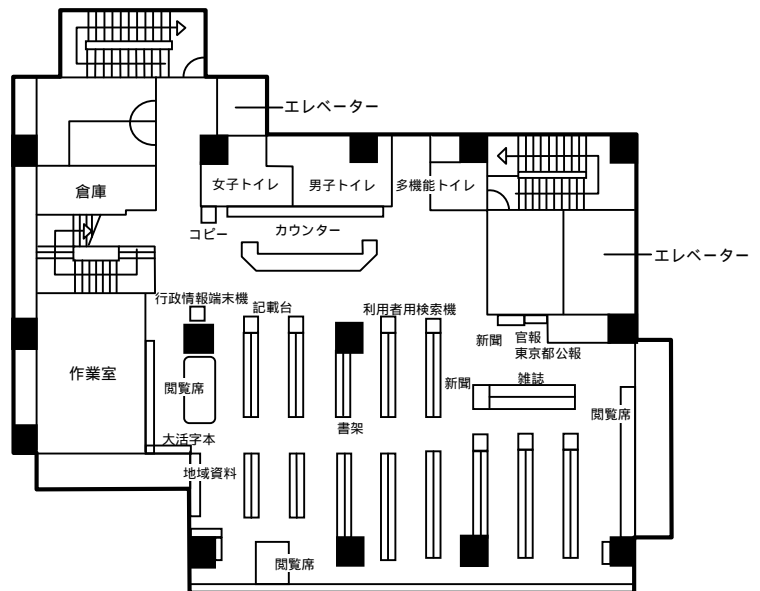 エレベーター
倉庫
女子トイレ
男子トイレ
多機能トイレ
コピー
カウンター
エレベーター
行政情報端末機
記載台
利用者用検索機
新聞
官報
東京都公報
作業室
閲覧席
新聞
雑誌
閲覧席
書架
大活字本
地域資料
閲覧席